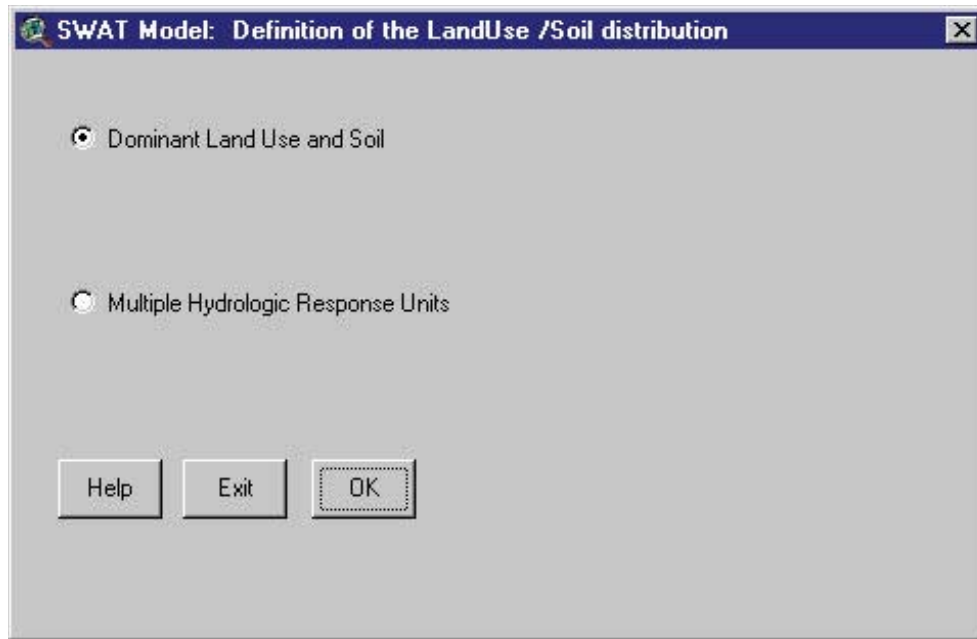 SWAT Model: Definition of the LandUse /Soil distribution
Dominant Land Use and Soil
Multiple Hydrologic Response Units
Help Exit OK